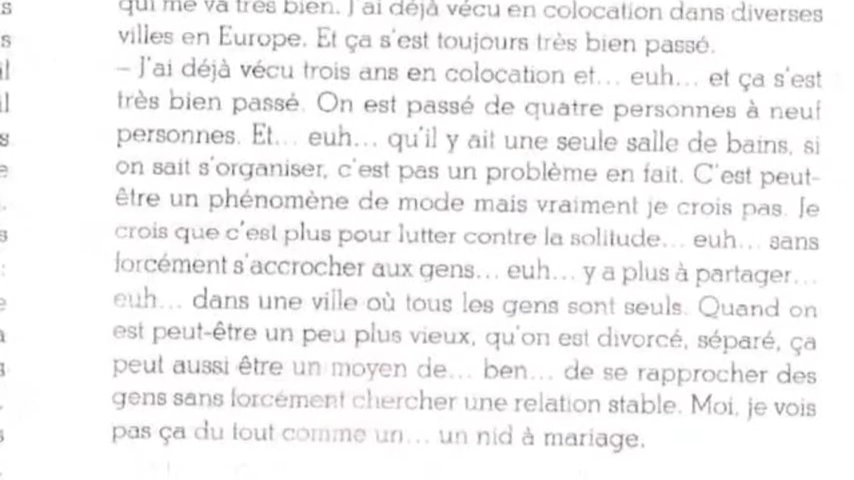 qui me va très bien. J'ai déjà vécu en colocation dans diverses
villes en Europe. Et ça s'est toujours très bien passé.
– J'ai déjà vécu trois ans en colocation et... euh... et ça s'est
très bien passé. On est passé de quatre personnes à neuf
personnes. Et... euh... qu'il y ait une seule salle de bains, si
on sait s'organiser, c'est pas un problème en fait. C'est peut-
être un phénomène de mode mais vraiment je crois pas. Je
crois que c'est plus pour lutter contre la solitude... euh... sans
forcément s'accrocher aux gens... euh... y a plus à partager...
euh... dans une ville où tous les gens sont seuls. Quand on
est peut-être un peu plus vieux, qu'on est divorcé, séparé, ça
peut aussi être un moyen de... ben... de se rapprocher des
gens sans forcément chercher une relation stable. Moi, je vois
pas ça du tout comme un... un nid à mariage.